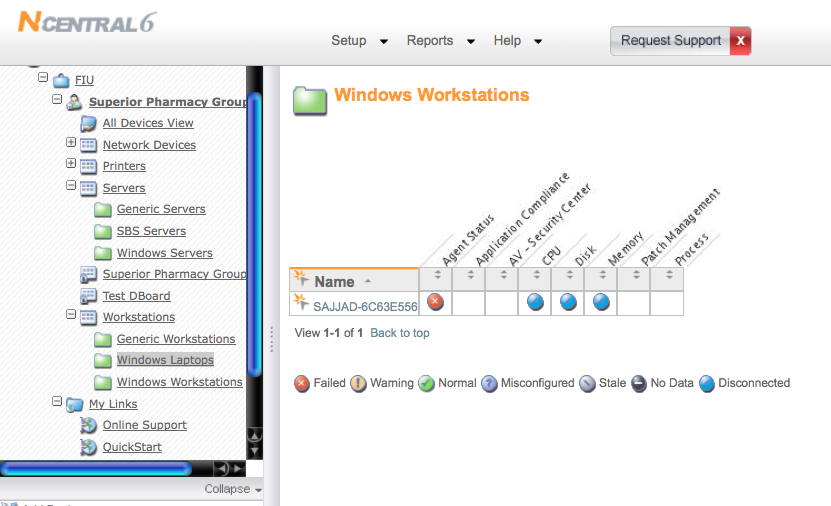 NCENTRAL 6
Setup Reports Help Request Support X
FIU
Superior Pharmacy Group
All Devices View
Network Devices
Printers
Servers
Generic Servers
SBS Servers
Windows Servers
Superior Pharmacy Group
Test DBoard
Workstations
Generic Workstations
Windows Laptops
Windows Workstations
My Links
Online Support
QuickStart
Collapse
Windows Workstations
Agent Status
Application Compliance
AV - Security Center
CPU
Disk
Memory
Patch Management
Process
Name
SAJJAD-6C63E556
View 1-1 of 1 Back to top
Failed Warning Normal Misconfigured Stale No Data Disconnected